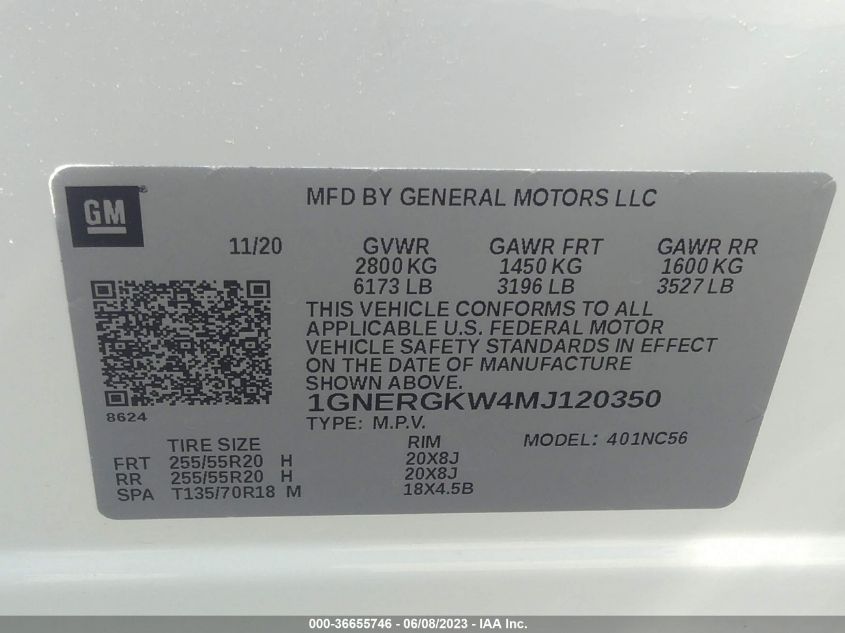 GM
MFD BY GENERAL MOTORS LLC
11/20 GVWR GAWR FRT GAWR RR
2800 KG 1450 KG 1600 KG
6173 LB 3196 LB 3527 LB
THIS VEHICLE CONFORMS TO ALL
APPLICABLE U.S. FEDERAL MOTOR
VEHICLE SAFETY STANDARDS IN EFFECT
ON THE DATE OF MANUFACTURE
SHOWN ABOVE.
1GNERGKW4MJ120350
8624
TYPE: M.P.V.
TIRE SIZE RIM MODEL: 401NC56
FRT 255/55R20 H 20X8J
RR 255/55R20 H 20X8J
SPA T135/70R18 M 18X4.5B
000-36655746 - 06/08/2023 - IAA Inc.